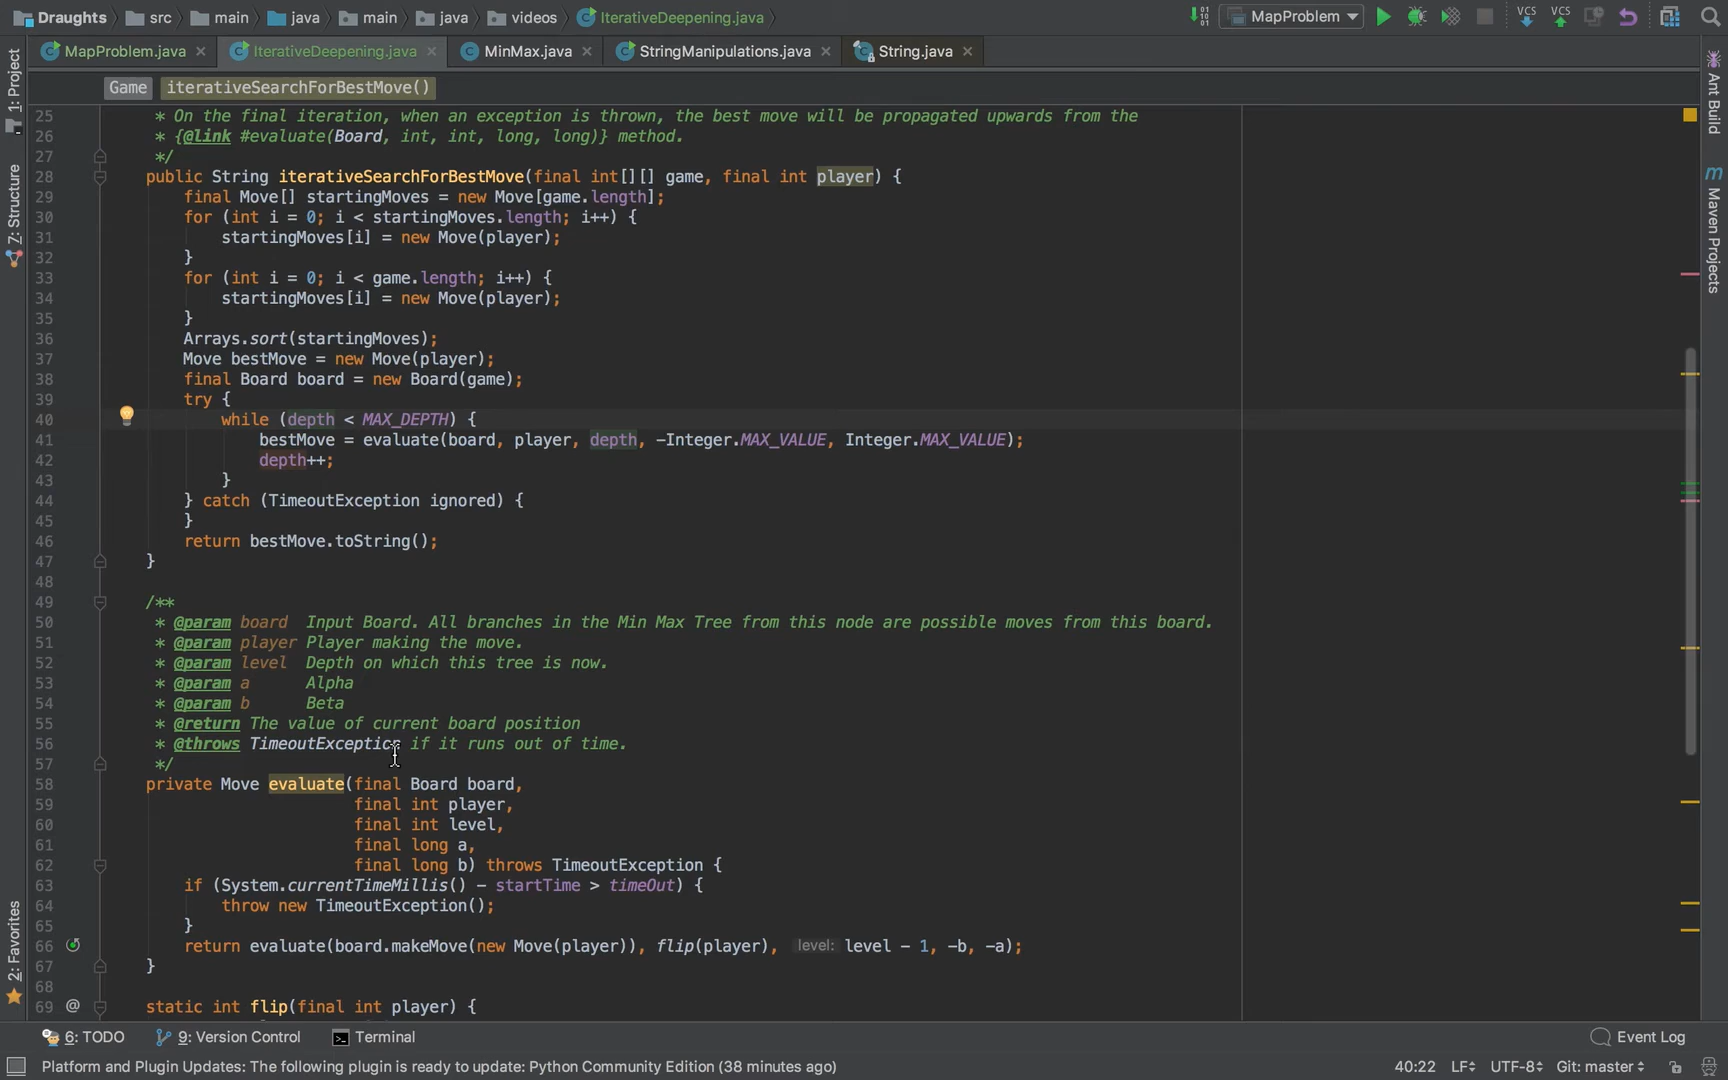 Draughts src main java main java videos IterativeDeepening.java MapProblem VCS VCS
MapProblem.java IterativeDeepening.java MinMax.java StringManipulations.java String.java
Game iterativeSearchForBestMove()
25 * On the final iteration, when an exception is thrown, the best move will be propagated upwards from the
26 * {@link #evaluate(Board, int, int, long, long)} method.
27 */
28 public String iterativeSearchForBestMove(final int[][] game, final int player) {
29 final Move[] startingMoves = new Move[game.length];
30 for (int i = 0; i < startingMoves.length; i++) {
31 startingMoves[i] = new Move(player);
32 }
33 for (int i = 0; i < game.length; i++) {
34 startingMoves[i] = new Move(player);
35 }
36 Arrays.sort(startingMoves);
37 Move bestMove = new Move(player);
38 final Board board = new Board(game);
39 try {
40 while (depth < MAX_DEPTH) {
41 bestMove = evaluate(board, player, depth, -Integer.MAX_VALUE, Integer.MAX_VALUE);
42 depth++;
43 }
44 } catch (TimeoutException ignored) {
45 }
46 return bestMove.toString();
47 }
48
49 /**
50 * @param board Input Board. All branches in the Min Max Tree from this node are possible moves from this board.
51 * @param player Player making the move.
52 * @param level Depth on which this tree is now.
53 * @param a Alpha
54 * @param b Beta
55 * @return The value of current board position
56 * @throws TimeoutException if it runs out of time.
57 */
58 private Move evaluate(final Board board,
59 final int player,
60 final int level,
61 final long a,
62 final long b) throws TimeoutException {
63 if (System.currentTimeMillis() - startTime > timeOut) {
64 throw new TimeoutException();
65 }
66 return evaluate(board.makeMove(new Move(player)), flip(player), level: level - 1, -b, -a);
67 }
68
69 @ static int flip(final int player) {
1: Project
Z: Structure
2: Favorites
Ant Build
m Maven Projects
6: TODO 9: Version Control Terminal Event Log
Platform and Plugin Updates: The following plugin is ready to update: Python Community Edition (38 minutes ago) 40:22 LF UTF-8 Git: master